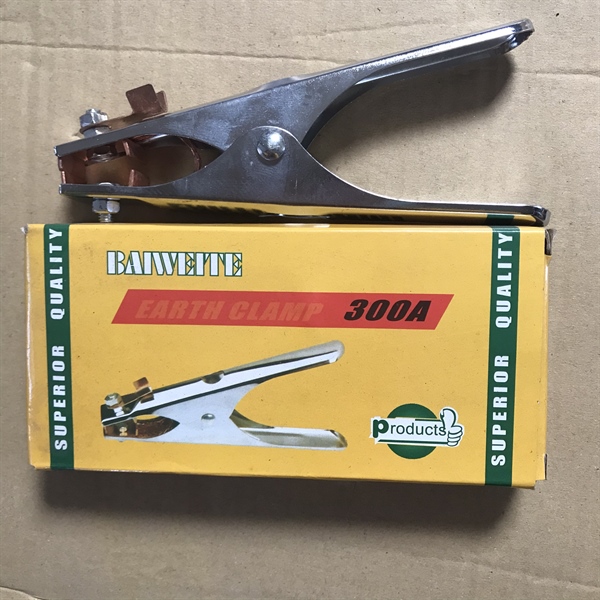 BAIWEITE
EARTH CLAMP 300A
SUPERIOR QUALITY
Products
SUPERIOR QUALITY